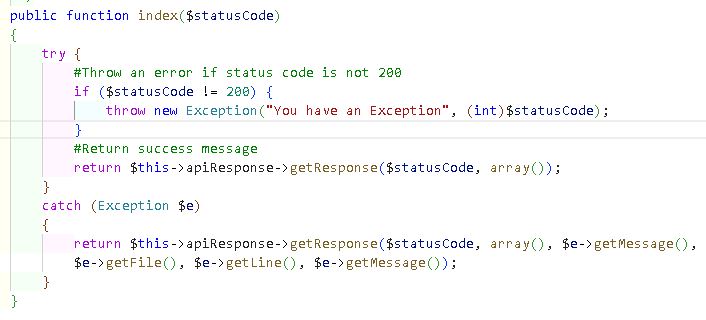 public function index($statusCode)
{
    try {
        #Throw an error if status code is not 200
        if ($statusCode != 200) {
            throw new Exception("You have an Exception", (int)$statusCode);
        }
        #Return success message
        return $this->apiResponse->getResponse($statusCode, array());
    }
    catch (Exception $e)
    {
        return $this->apiResponse->getResponse($statusCode, array(), $e->getMessage(),
        $e->getFile(), $e->getLine(), $e->getMessage());
    }
}